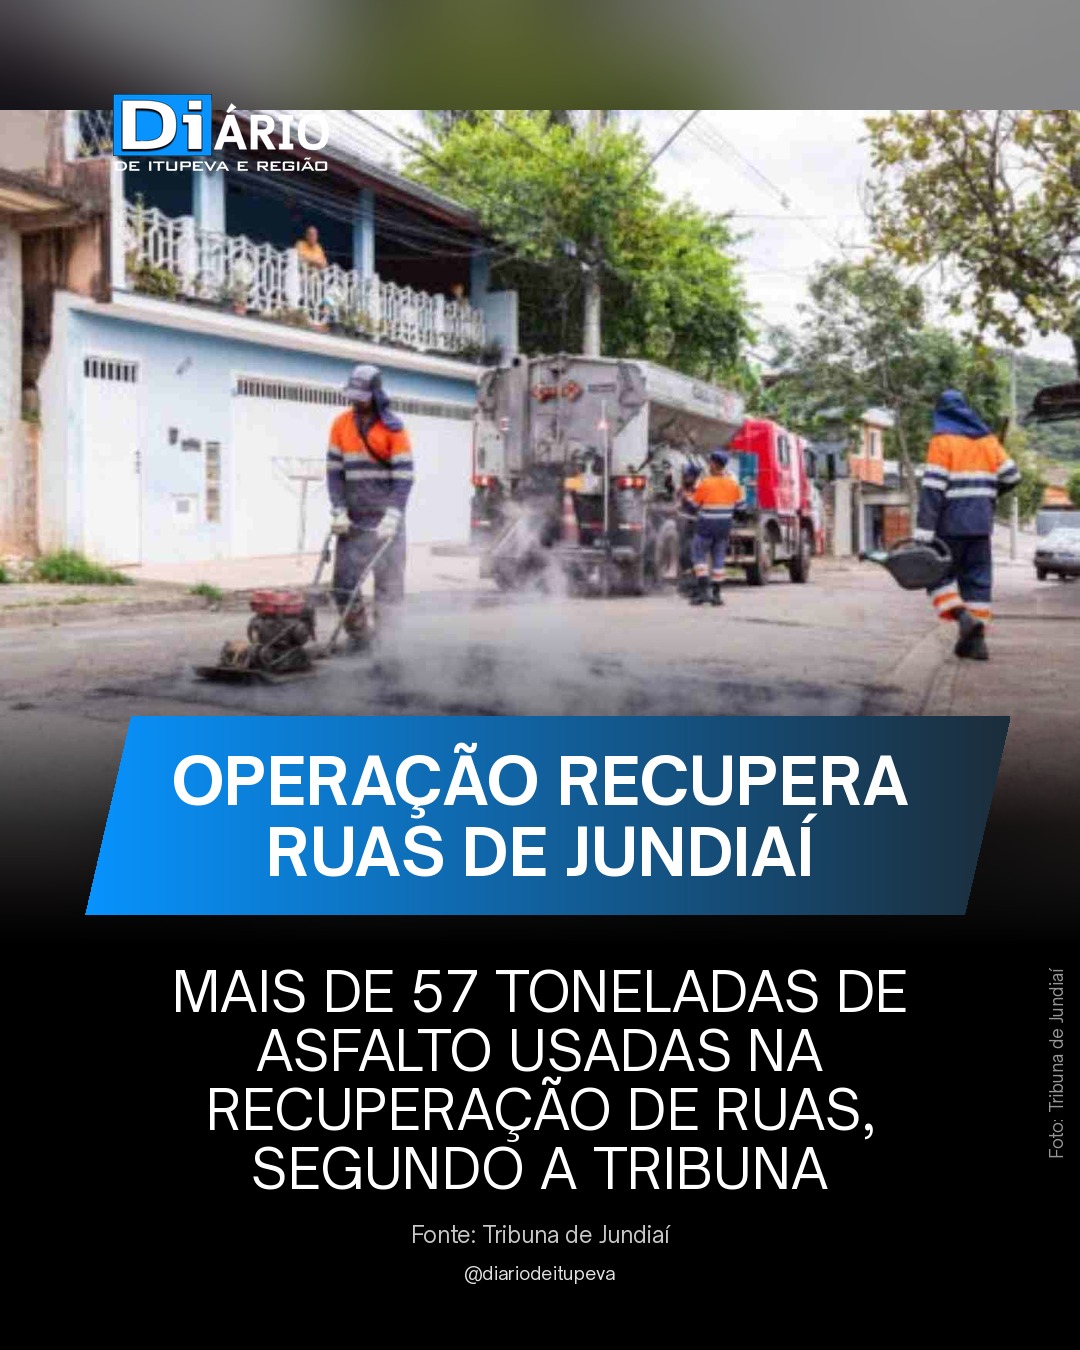 DiÁRIO
DE ITUPEVA E REGIÃO
OPERAÇÃO RECUPERA
RUAS DE JUNDIAÍ
MAIS DE 57 TONELADAS DE
ASFALTO USADAS NA
RECUPERAÇÃO DE RUAS,
SEGUNDO A TRIBUNA
Foto: Tribuna de Jundiaí
Fonte: Tribuna de Jundiaí
@diariodeitupeva